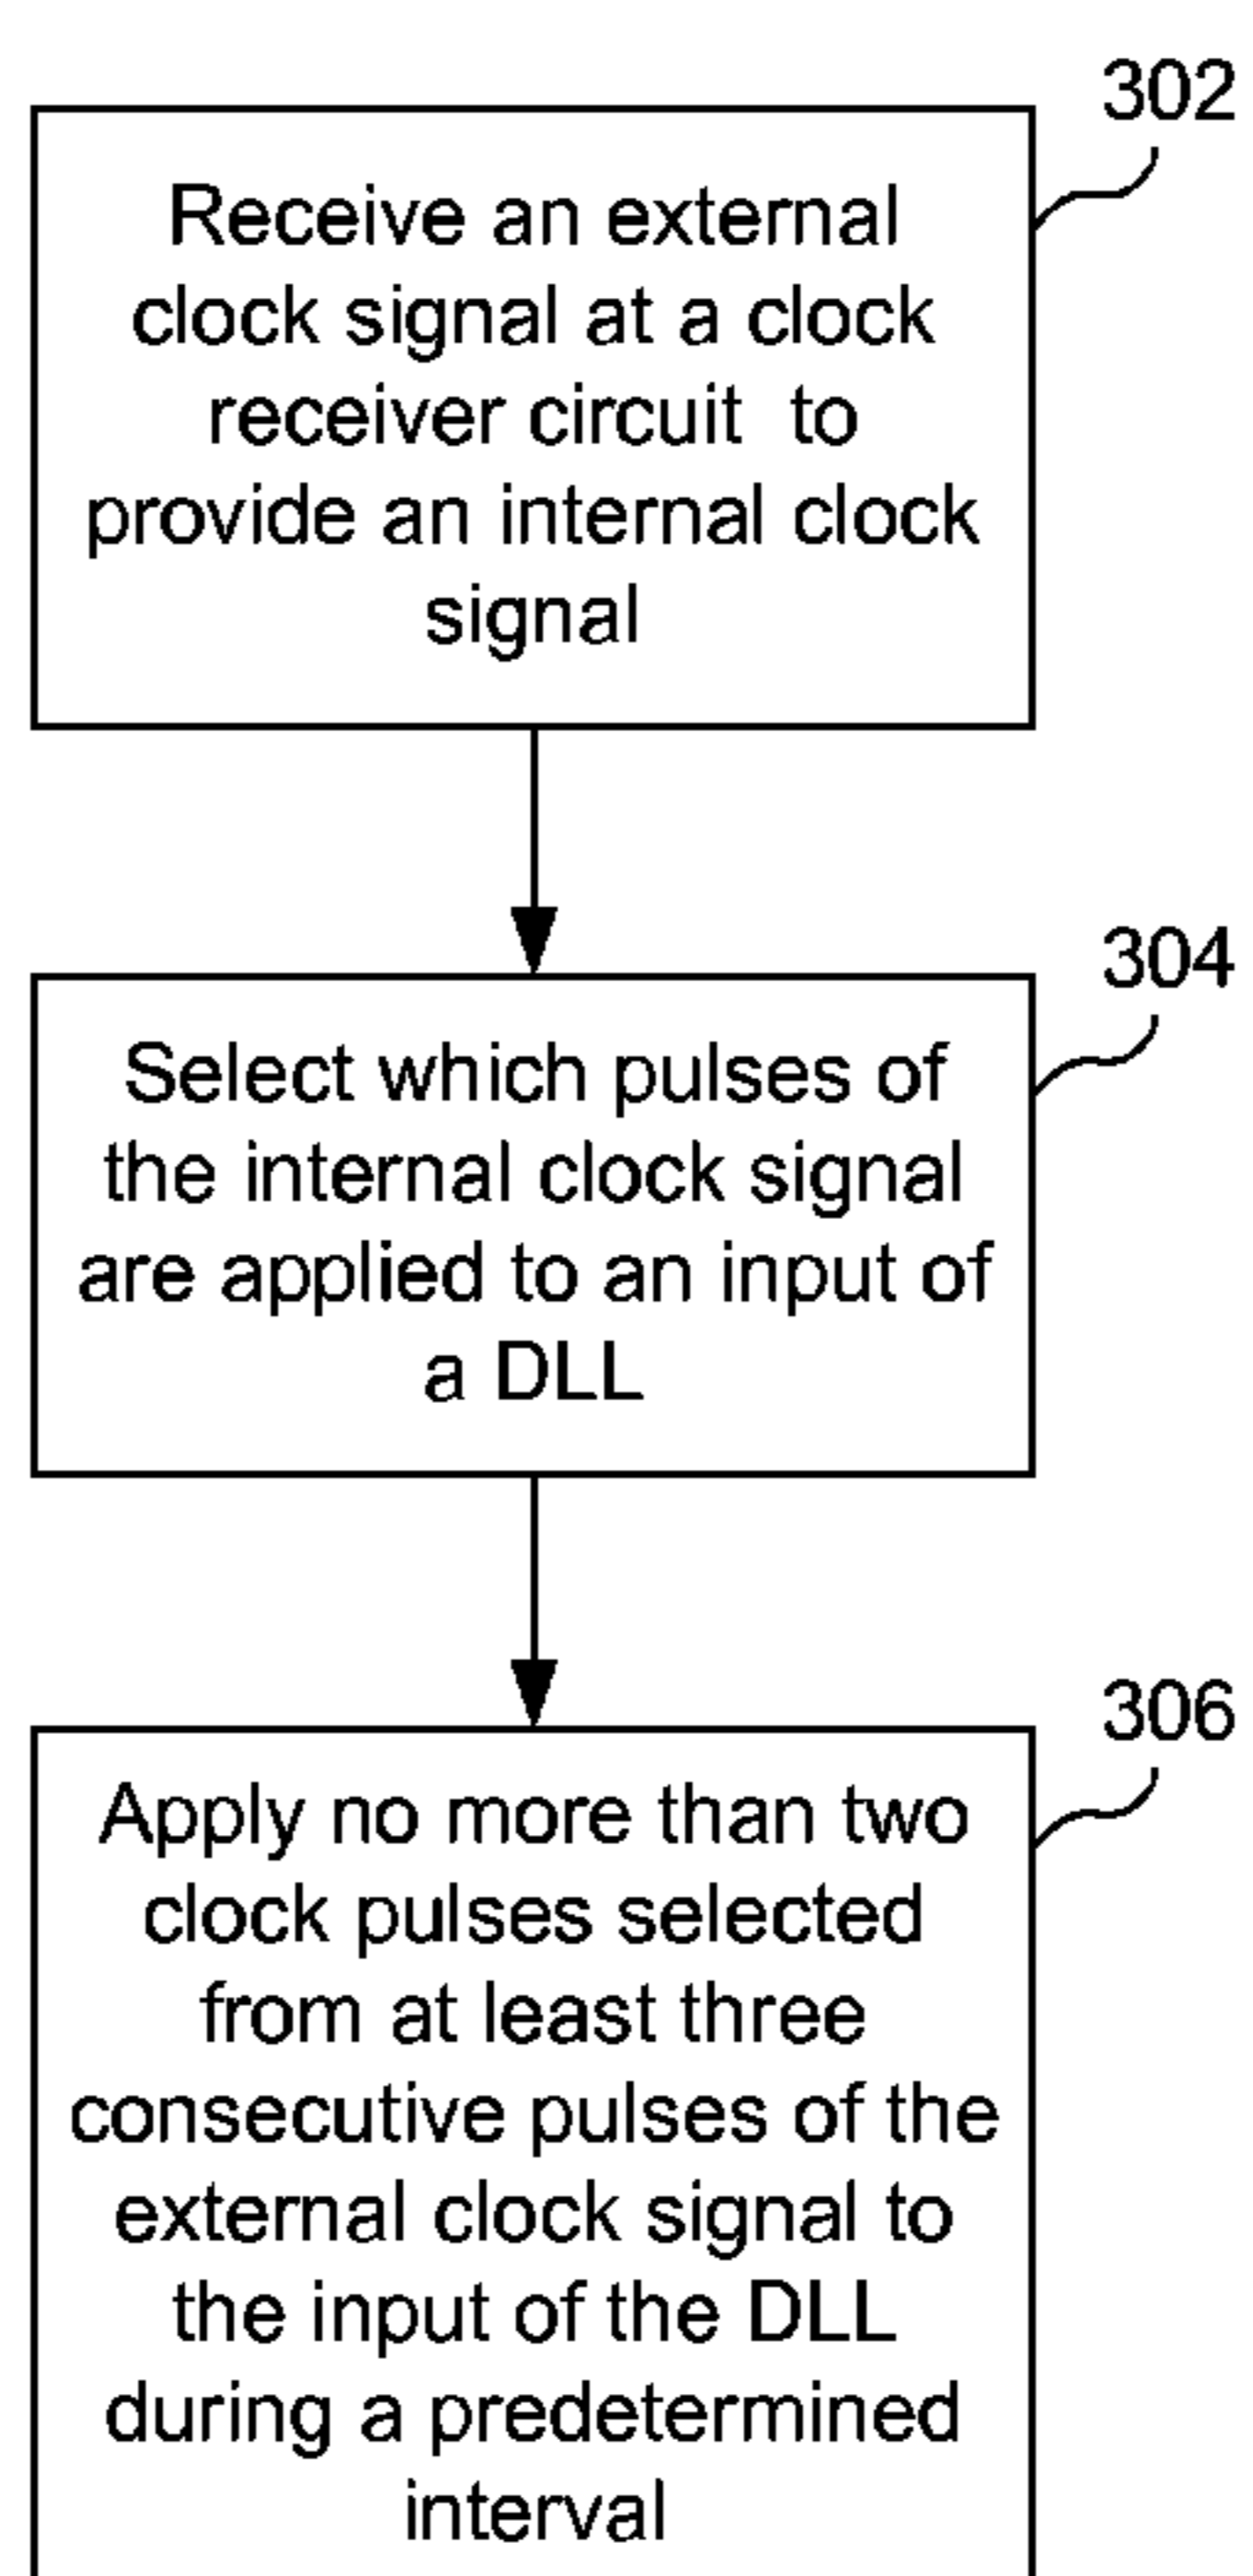 302
Receive an external
clock signal at a clock
receiver circuit to
provide an internal clock
signal
304
Select which pulses of
the internal clock signal
are applied to an input of
a DLL
306
Apply no more than two
clock pulses selected
from at least three
consecutive pulses of the
external clock signal to
the input of the DLL
during a predetermined
interval